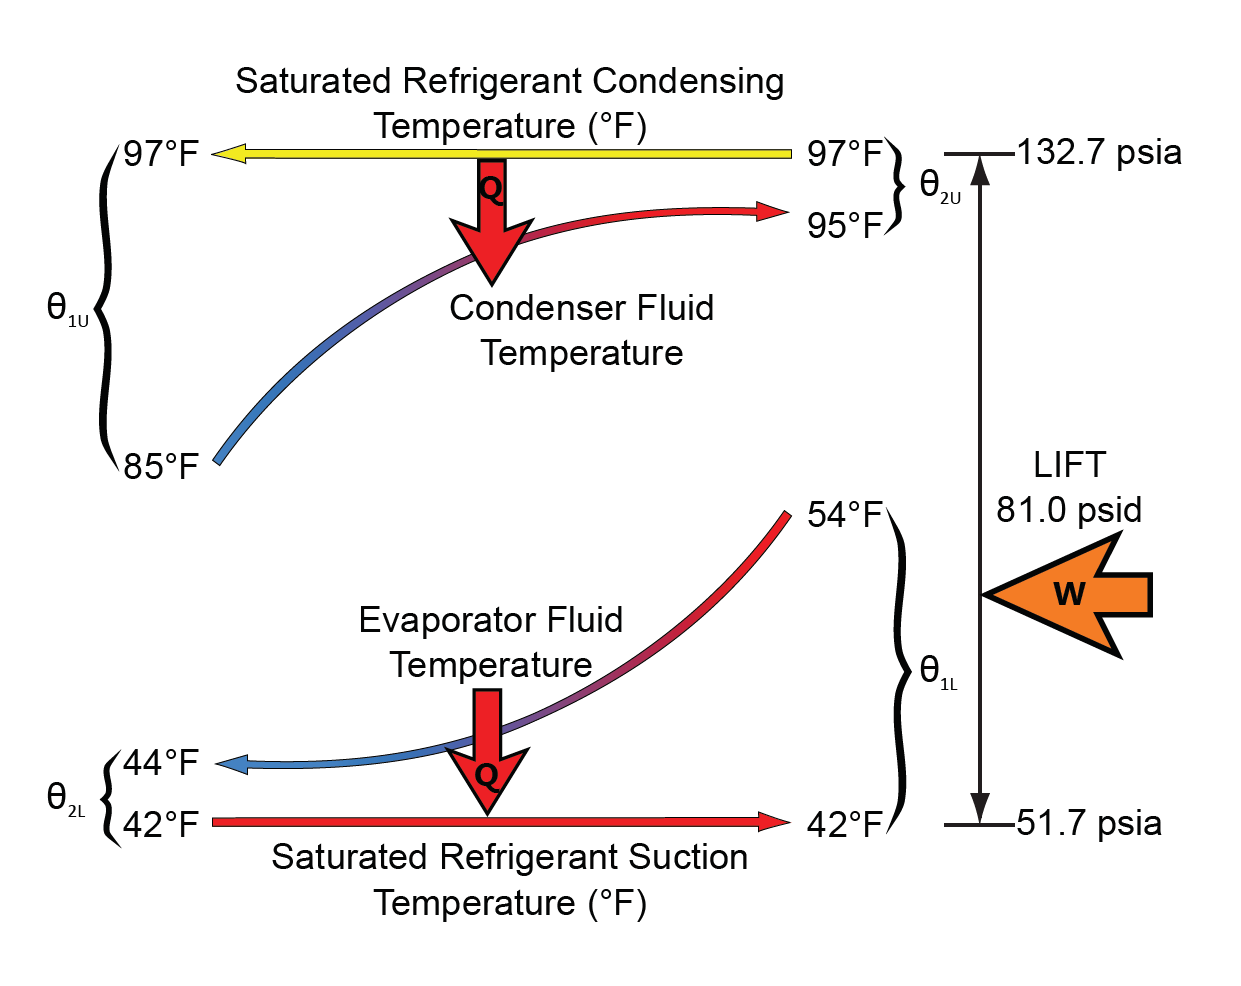 Saturated Refrigerant Condensing
Temperature (°F)
97°F
97°F
132.7 psia
Q
θ2U
95°F
θ1U
Condenser Fluid
Temperature
85°F
LIFT
81.0 psid
54°F
W
Evaporator Fluid
Temperature
θ1L
44°F
Q
θ2L
42°F
42°F
51.7 psia
Saturated Refrigerant Suction
Temperature (°F)